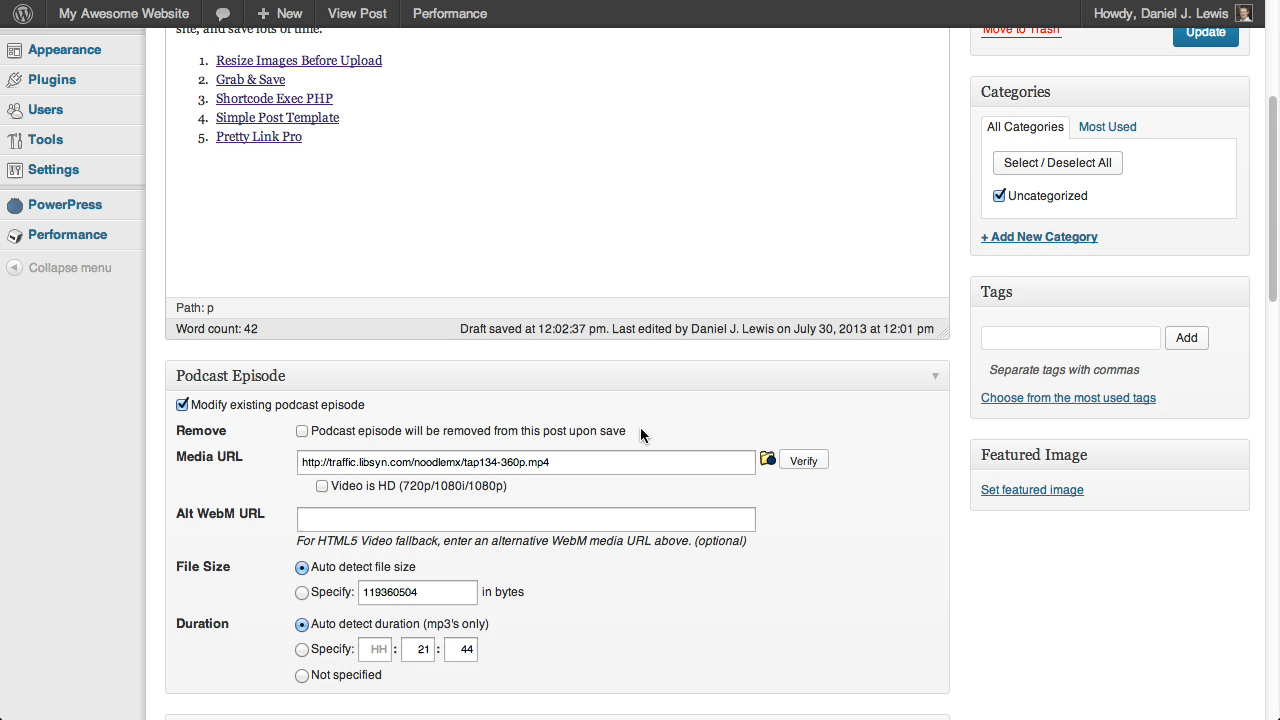 My Awesome Website
New
View Post
Performance
Howdy, Daniel J. Lewis
Appearance
Plugins
Users
Tools
Settings
PowerPress
Performance
Collapse menu
site, and save lots of time.
1. Resize Images Before Upload
2. Grab & Save
3. Shortcode Exec PHP
4. Simple Post Template
5. Pretty Link Pro
Path: p
Word count: 42
Draft saved at 12:02:37 pm. Last edited by Daniel J. Lewis on July 30, 2013 at 12:01 pm
Podcast Episode
Modify existing podcast episode
Remove
Podcast episode will be removed from this post upon save
Media URL
http://traffic.libsyn.com/noodlemx/tap134-360p.mp4
Verify
Video is HD (720p/1080i/1080p)
Alt WebM URL
For HTML5 Video fallback, enter an alternative WebM media URL above. (optional)
File Size
Auto detect file size
Specify: 119360504 in bytes
Duration
Auto detect duration (mp3's only)
Specify: HH : 21 : 44
Not specified
Move to Trash
Update
Categories
All Categories
Most Used
Select / Deselect All
Uncategorized
+ Add New Category
Tags
Add
Separate tags with commas
Choose from the most used tags
Featured Image
Set featured image